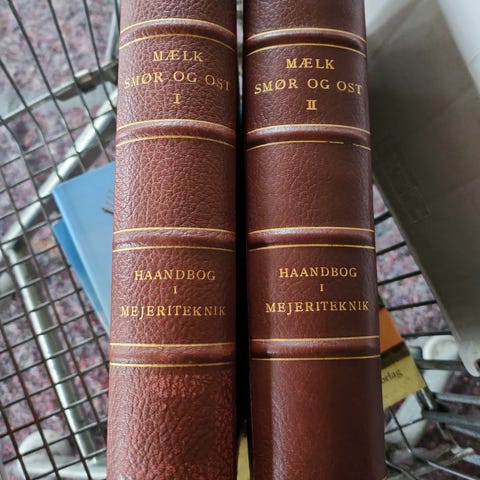 MÆLK
SMØR OG OST
I
HAANDBOG
I
MEJERITEKNIK
MÆLK
SMØR OG OST
II
HAANDBOG
I
MEJERITEKNIK